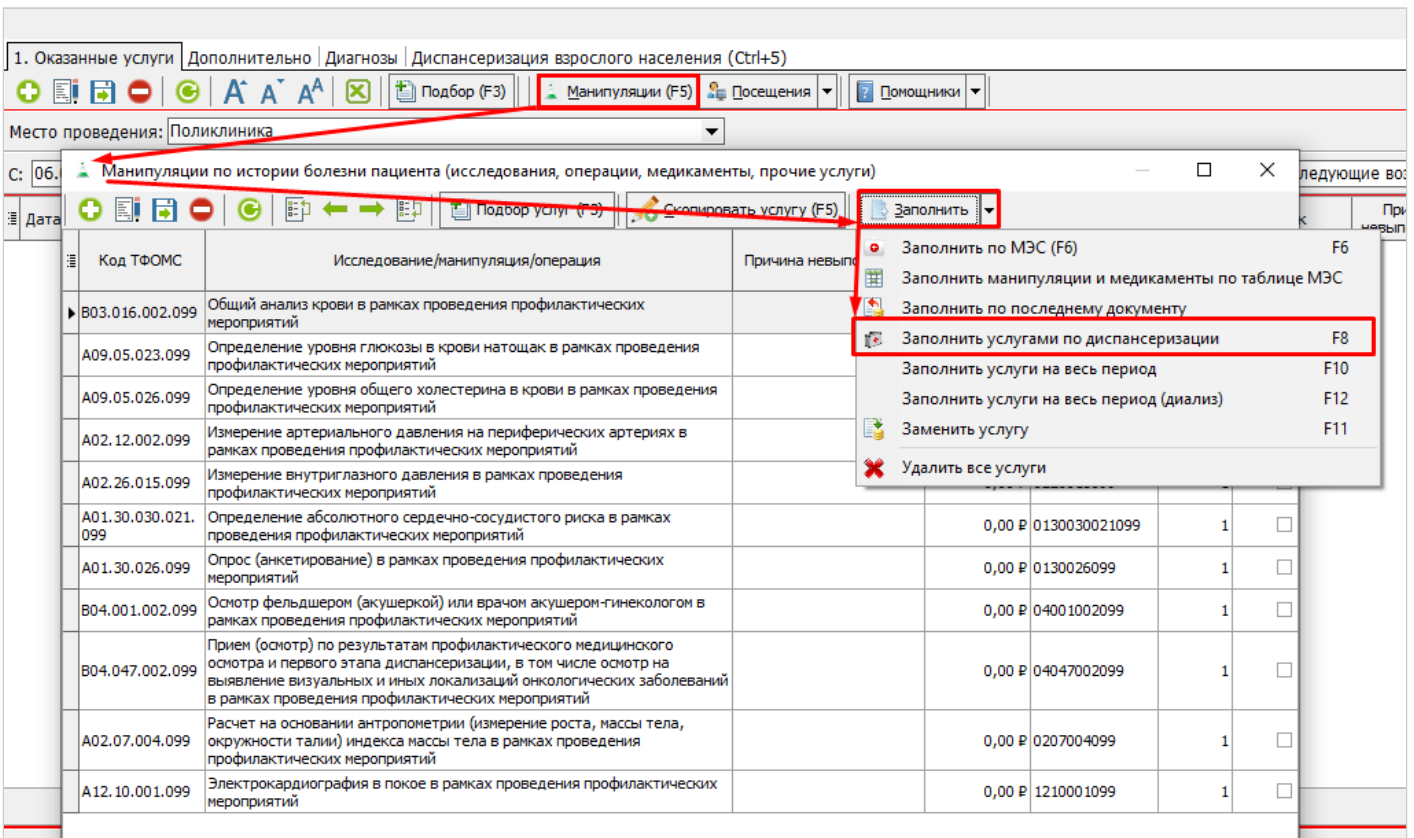 1. Оказанные услуги Дополнительно Диагнозы Диспансеризация взрослого населения (Ctrl+5)
Подбор (F3) Манипуляции (F5) Посещения Помощники
Место проведения: Поликлиника
С: 06.
Манипуляции по истории болезни пациента (исследования, операции, медикаменты, прочие услуги)
ледующие воз
Дата
Подбор услуг (F3) Скопировать услугу (F5) Заполнить
к
При
невып
Код ТФОМС Исследование/манипуляция/операция Причина невыпо
Заполнить по МЭС (F6) F6
Заполнить манипуляции и медикаменты по таблице МЭС
Заполнить по последнему документу
Заполнить услугами по диспансеризации F8
Заполнить услуги на весь период F10
Заполнить услуги на весь период (диализ) F12
Заменить услугу F11
Удалить все услуги
B03.016.002.099 Общий анализ крови в рамках проведения профилактических
мероприятий
A09.05.023.099 Определение уровня глюкозы в крови натощак в рамках проведения
профилактических мероприятий
A09.05.026.099 Определение уровня общего холестерина в крови в рамках проведения
профилактических мероприятий
A02.12.002.099 Измерение артериального давления на периферических артериях в
рамках проведения профилактических мероприятий
A02.26.015.099 Измерение внутриглазного давления в рамках проведения
профилактических мероприятий
A01.30.030.021.
099 Определение абсолютного сердечно-сосудистого риска в рамках
проведения профилактических мероприятий
0,00 ₽ 0130030021099 1
A01.30.026.099 Опрос (анкетирование) в рамках проведения профилактических
мероприятий
0,00 ₽ 0130026099 1
B04.001.002.099 Осмотр фельдшером (акушеркой) или врачом акушером-гинекологом в
рамках проведения профилактических мероприятий
0,00 ₽ 04001002099 1
B04.047.002.099 Прием (осмотр) по результатам профилактического медицинского
осмотра и первого этапа диспансеризации, в том числе осмотр на
выявление визуальных и иных локализаций онкологических заболеваний
в рамках проведения профилактических мероприятий
0,00 ₽ 04047002099 1
A02.07.004.099 Расчет на основании антропометрии (измерение роста, массы тела,
окружности талии) индекса массы тела в рамках проведения
профилактических мероприятий
0,00 ₽ 0207004099 1
A12.10.001.099 Электрокардиография в покое в рамках проведения профилактических
мероприятий
0,00 ₽ 1210001099 1